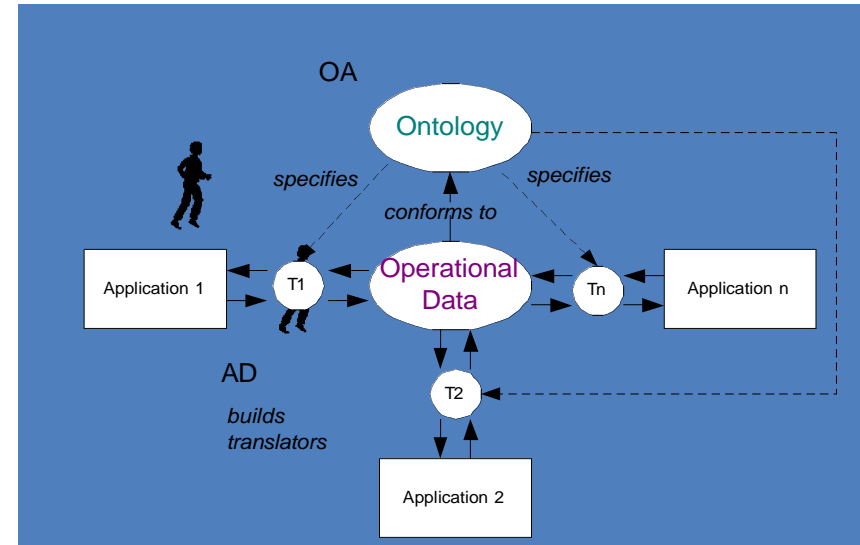 OA
Ontology
specifies
specifies
conforms to
Application 1
T1
Operational
Data
Tn
Application n
AD
T2
builds
translators
Application 2